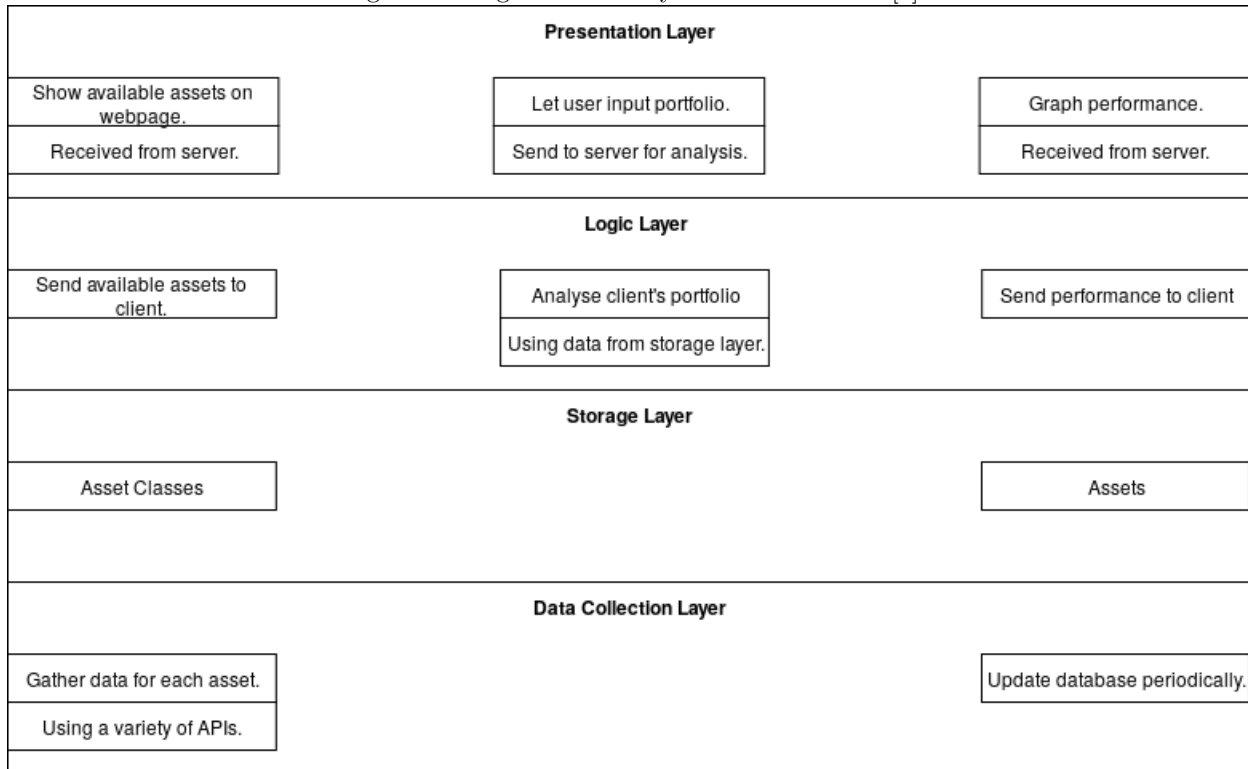 Presentation Layer
Show available assets on
webpage.
Received from server.
Let user input portfolio.
Send to server for analysis.
Graph performance.
Received from server.
Logic Layer
Send available assets to
client.
Analyse client's portfolio
Using data from storage layer.
Send performance to client
Storage Layer
Asset Classes
Assets
Data Collection Layer
Gather data for each asset.
Using a variety of APIs.
Update database periodically.